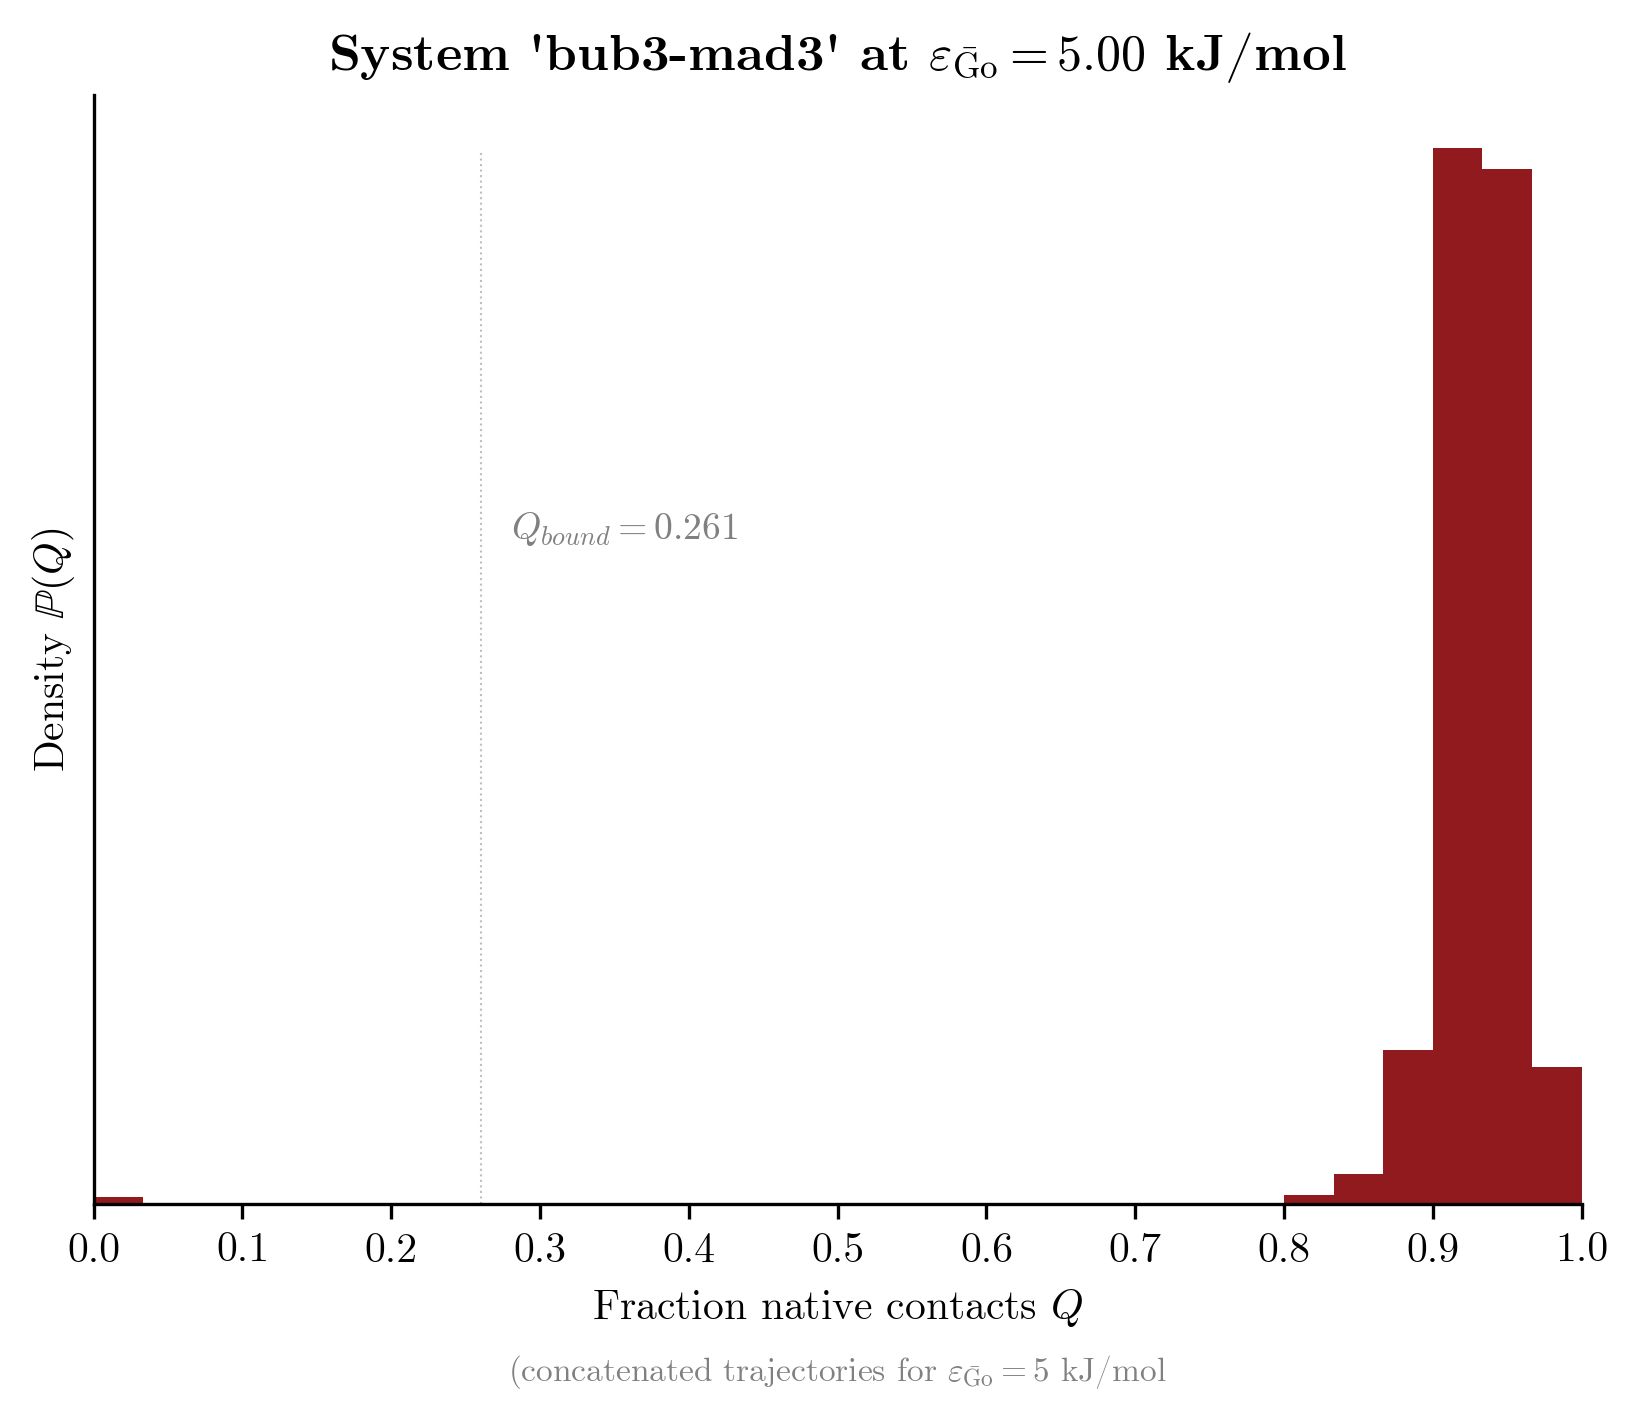 System 'bub3-mad3' at ε_Ḡo = 5.00 kJ/mol
Density ℙ(Q)
Q_bound = 0.261
0.0 0.1 0.2 0.3 0.4 0.5 0.6 0.7 0.8 0.9 1.0
Fraction native contacts Q
(concatenated trajectories for ε_Ḡo = 5 kJ/mol